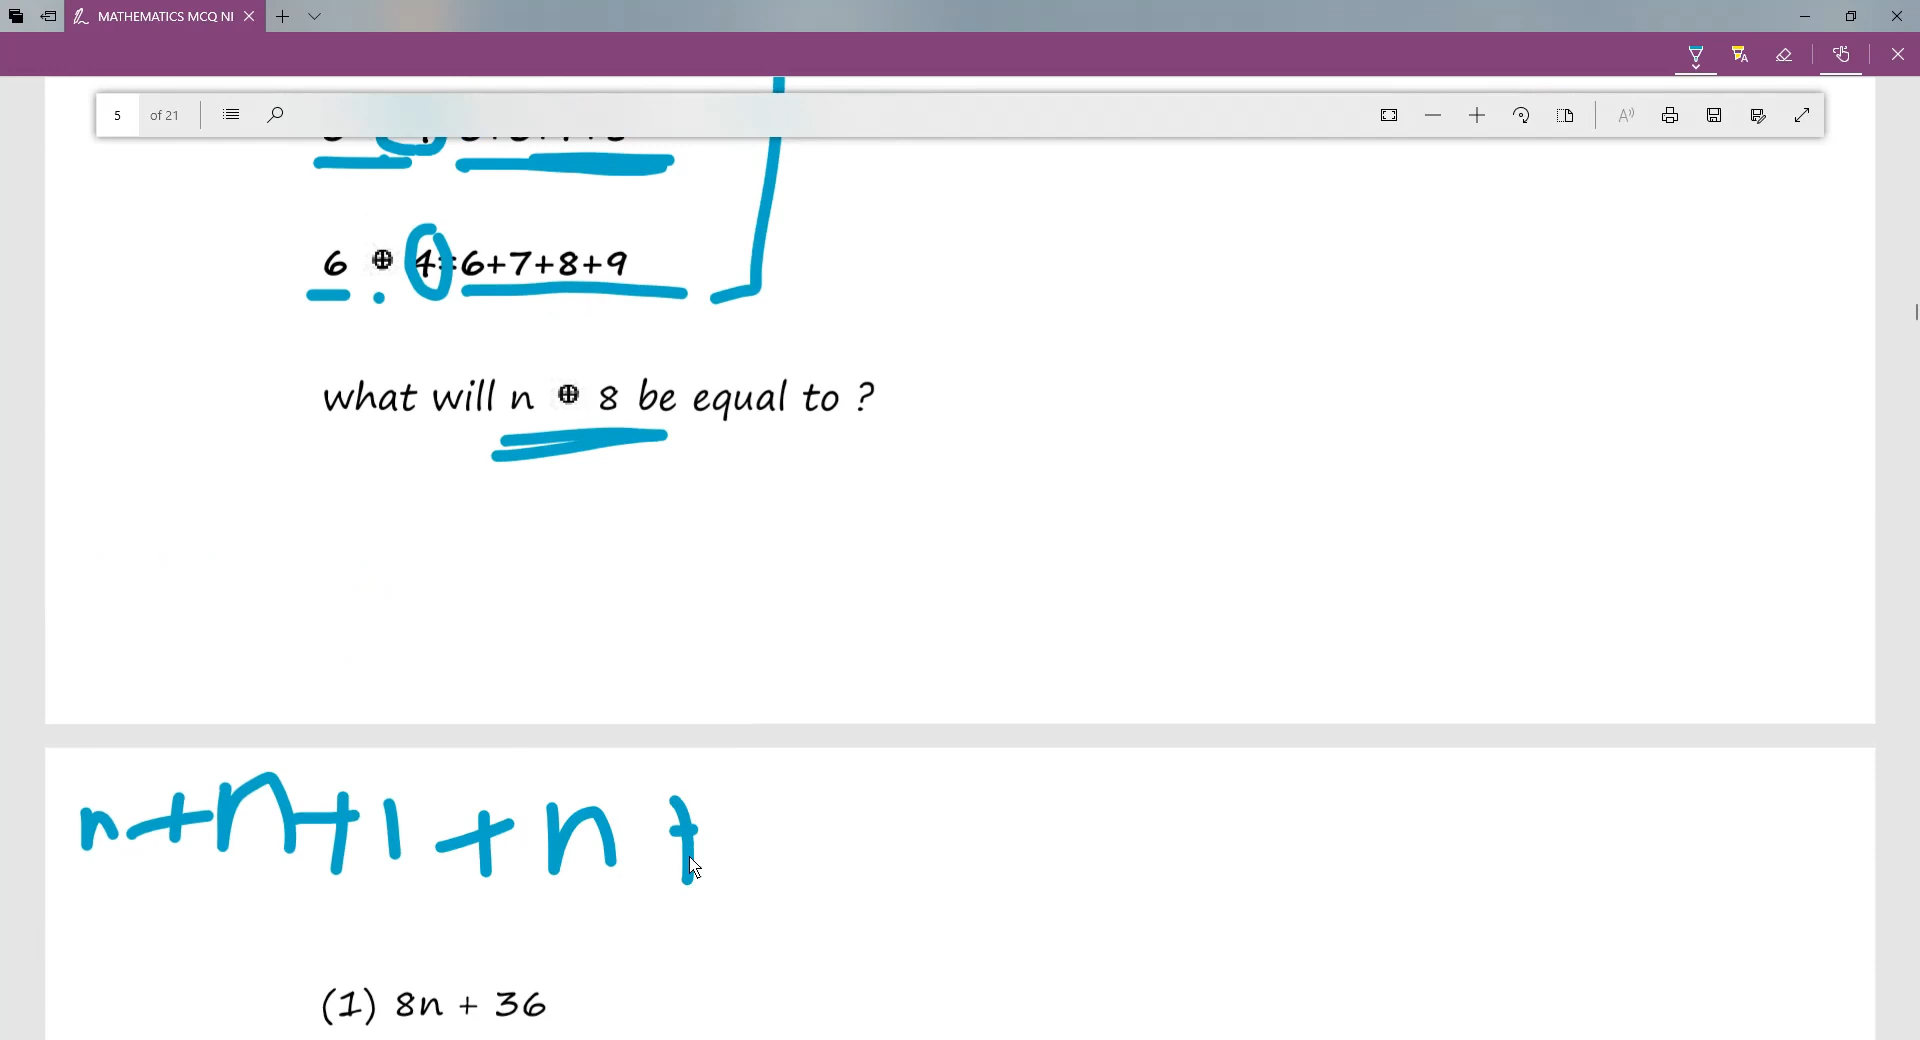 MATHEMATICS MCQ NI
5 of 21
6 ⊕ 4=6+7+8+9
what will n ⊕ 8 be equal to ?
n+n+1+n+
(1) 8n + 36